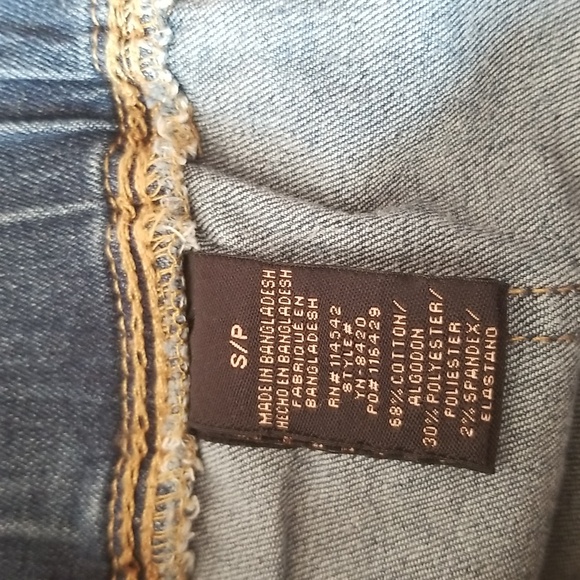 S/P
MADE IN BANGLADESH
HECHO EN BANGLADESH
FABRIQUE EN
BANGLADESH
RN# 114542
STYLE#
YN-8420
PO# 116429
68% COTTON/
ALGODON
30% POLYESTER/
POLIESTER
2% SPANDEX/
ELASTANO